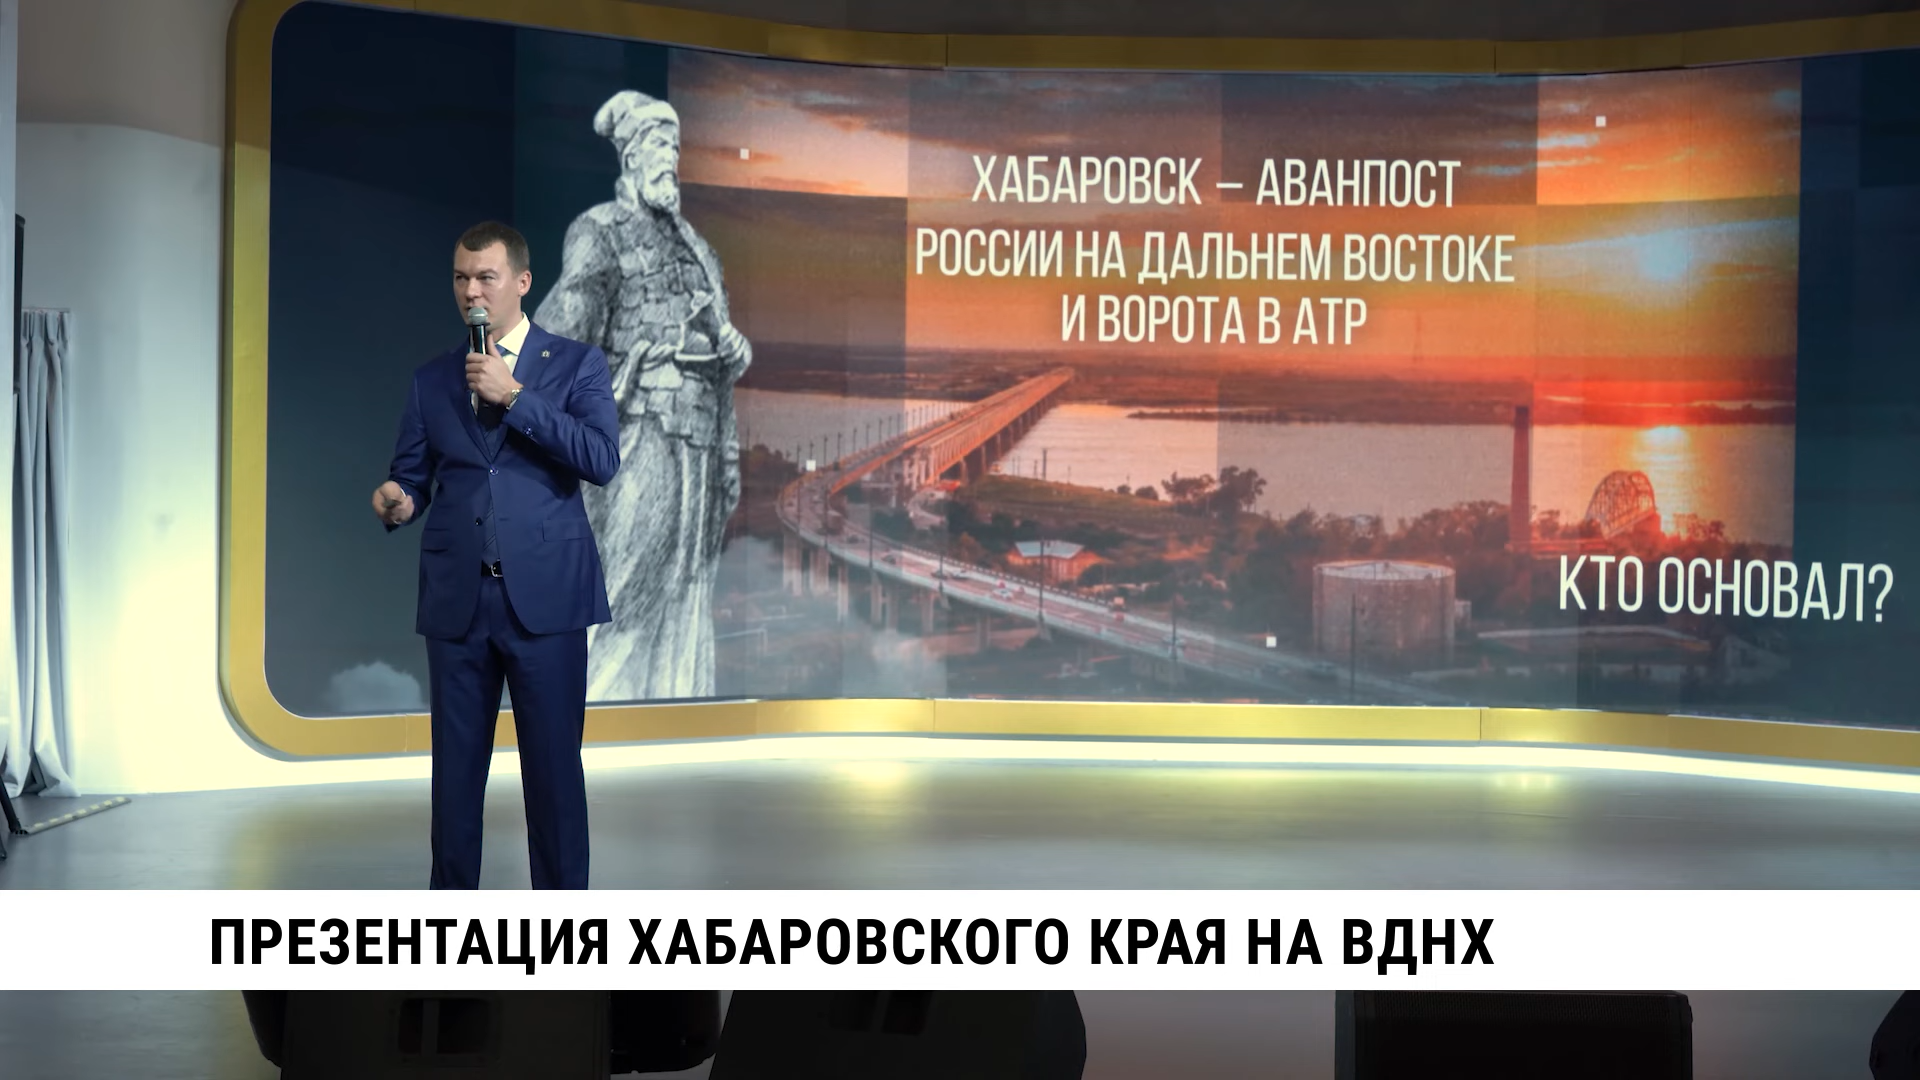 ХАБАРОВСК – АВАНПОСТ
РОССИИ НА ДАЛЬНЕМ ВОСТОКЕ
И ВОРОТА В АТР
КТО ОСНОВАЛ?
ПРЕЗЕНТАЦИЯ ХАБАРОВСКОГО КРАЯ НА ВДНХ